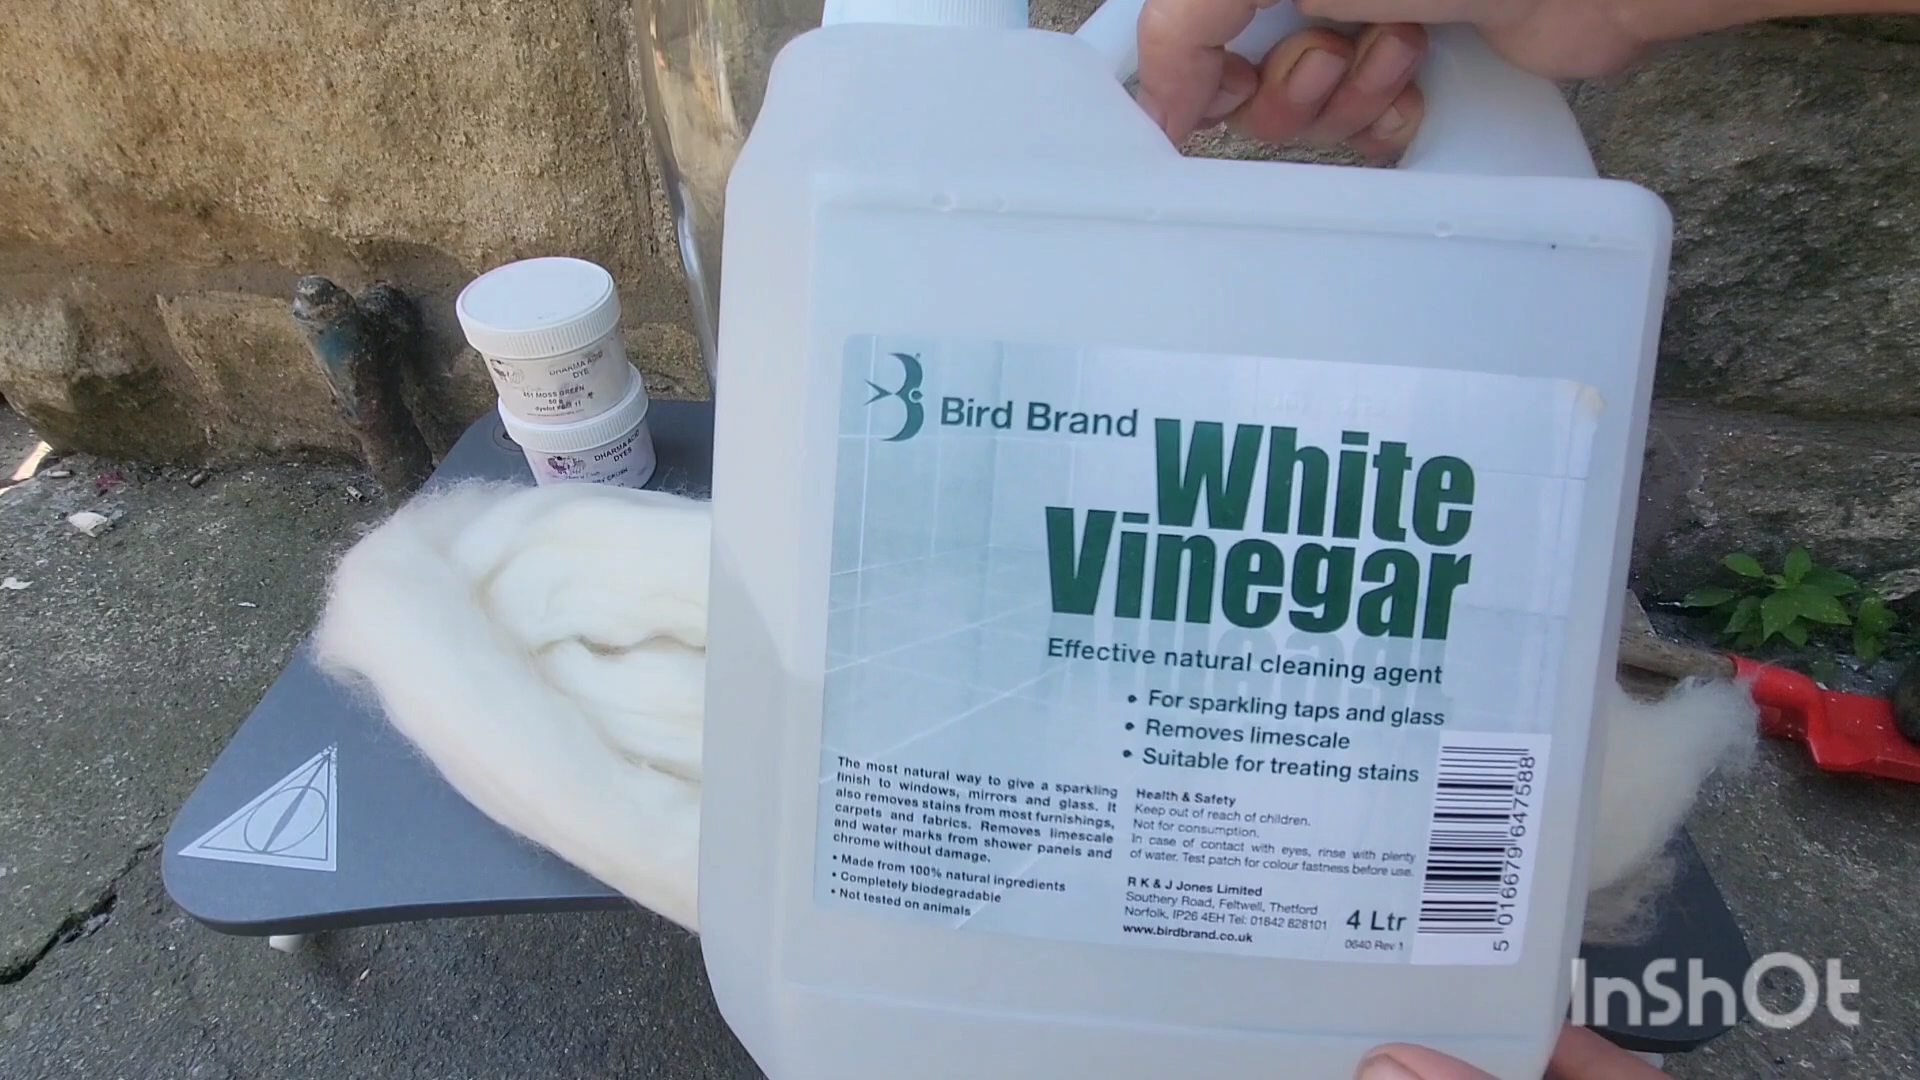 DHARMA ACID
DYE
451 MOSS GREEN
50 g
DHARMA ACID
DYES
CRUSH
Bird Brand
White
Vinegar
Effective natural cleaning agent
• For sparkling taps and glass
• Removes limescale
• Suitable for treating stains
The most natural way to give a sparkling
finish to windows, mirrors and glass. It
also removes stains from most furnishings,
carpets and fabrics. Removes limescale
and water marks from shower panels and
chrome without damage.
• Made from 100% natural ingredients
• Completely biodegradable
• Not tested on animals
Health & Safety
Keep out of reach of children.
Not for consumption.
In case of contact with eyes, rinse with plenty
of water. Test patch for colour fastness before use.
R K & J Jones Limited
Southery Road, Feltwell, Thetford
Norfolk, IP26 4EH Tel: 01842 828101
www.birdbrand.co.uk
4 Ltr
0640 Rev 1
5 016679 647588
InShOt